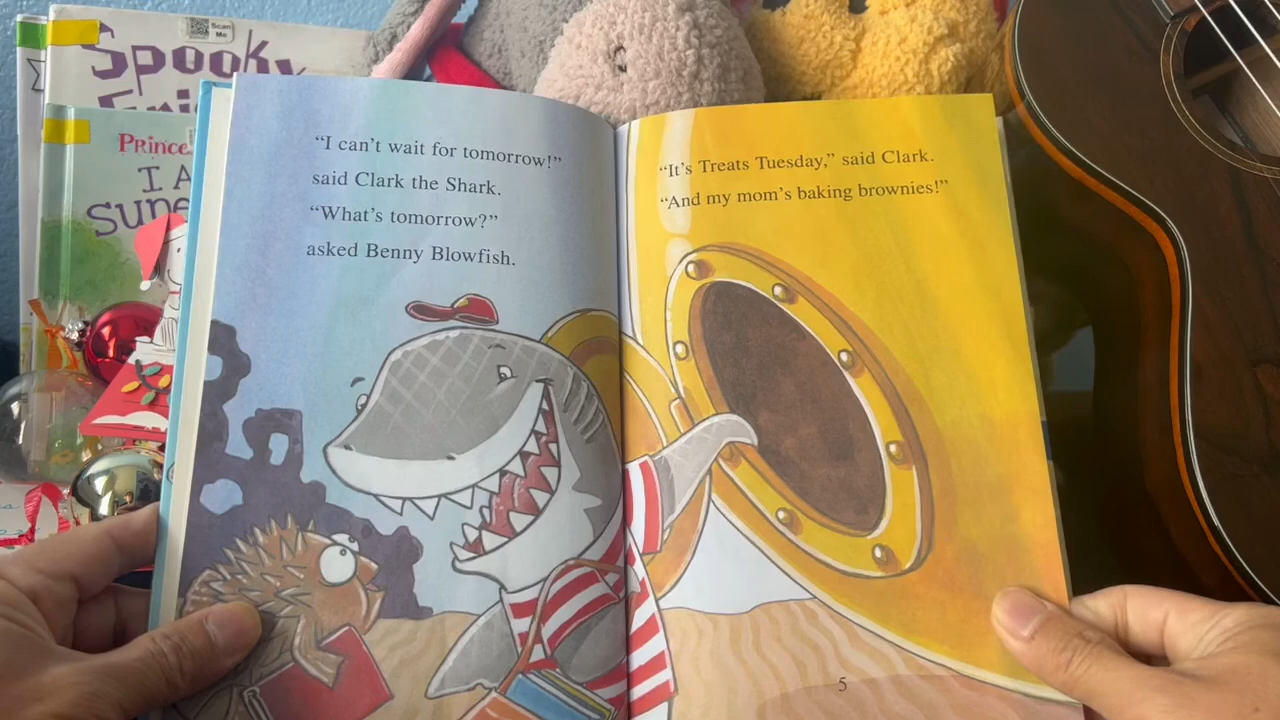 Scan
Me
Spooky
Prince
I A
Supe
“I can’t wait for tomorrow!”
said Clark the Shark.
“What’s tomorrow?”
asked Benny Blowfish.
“It’s Treats Tuesday,” said Clark.
“And my mom’s baking brownies!”
5